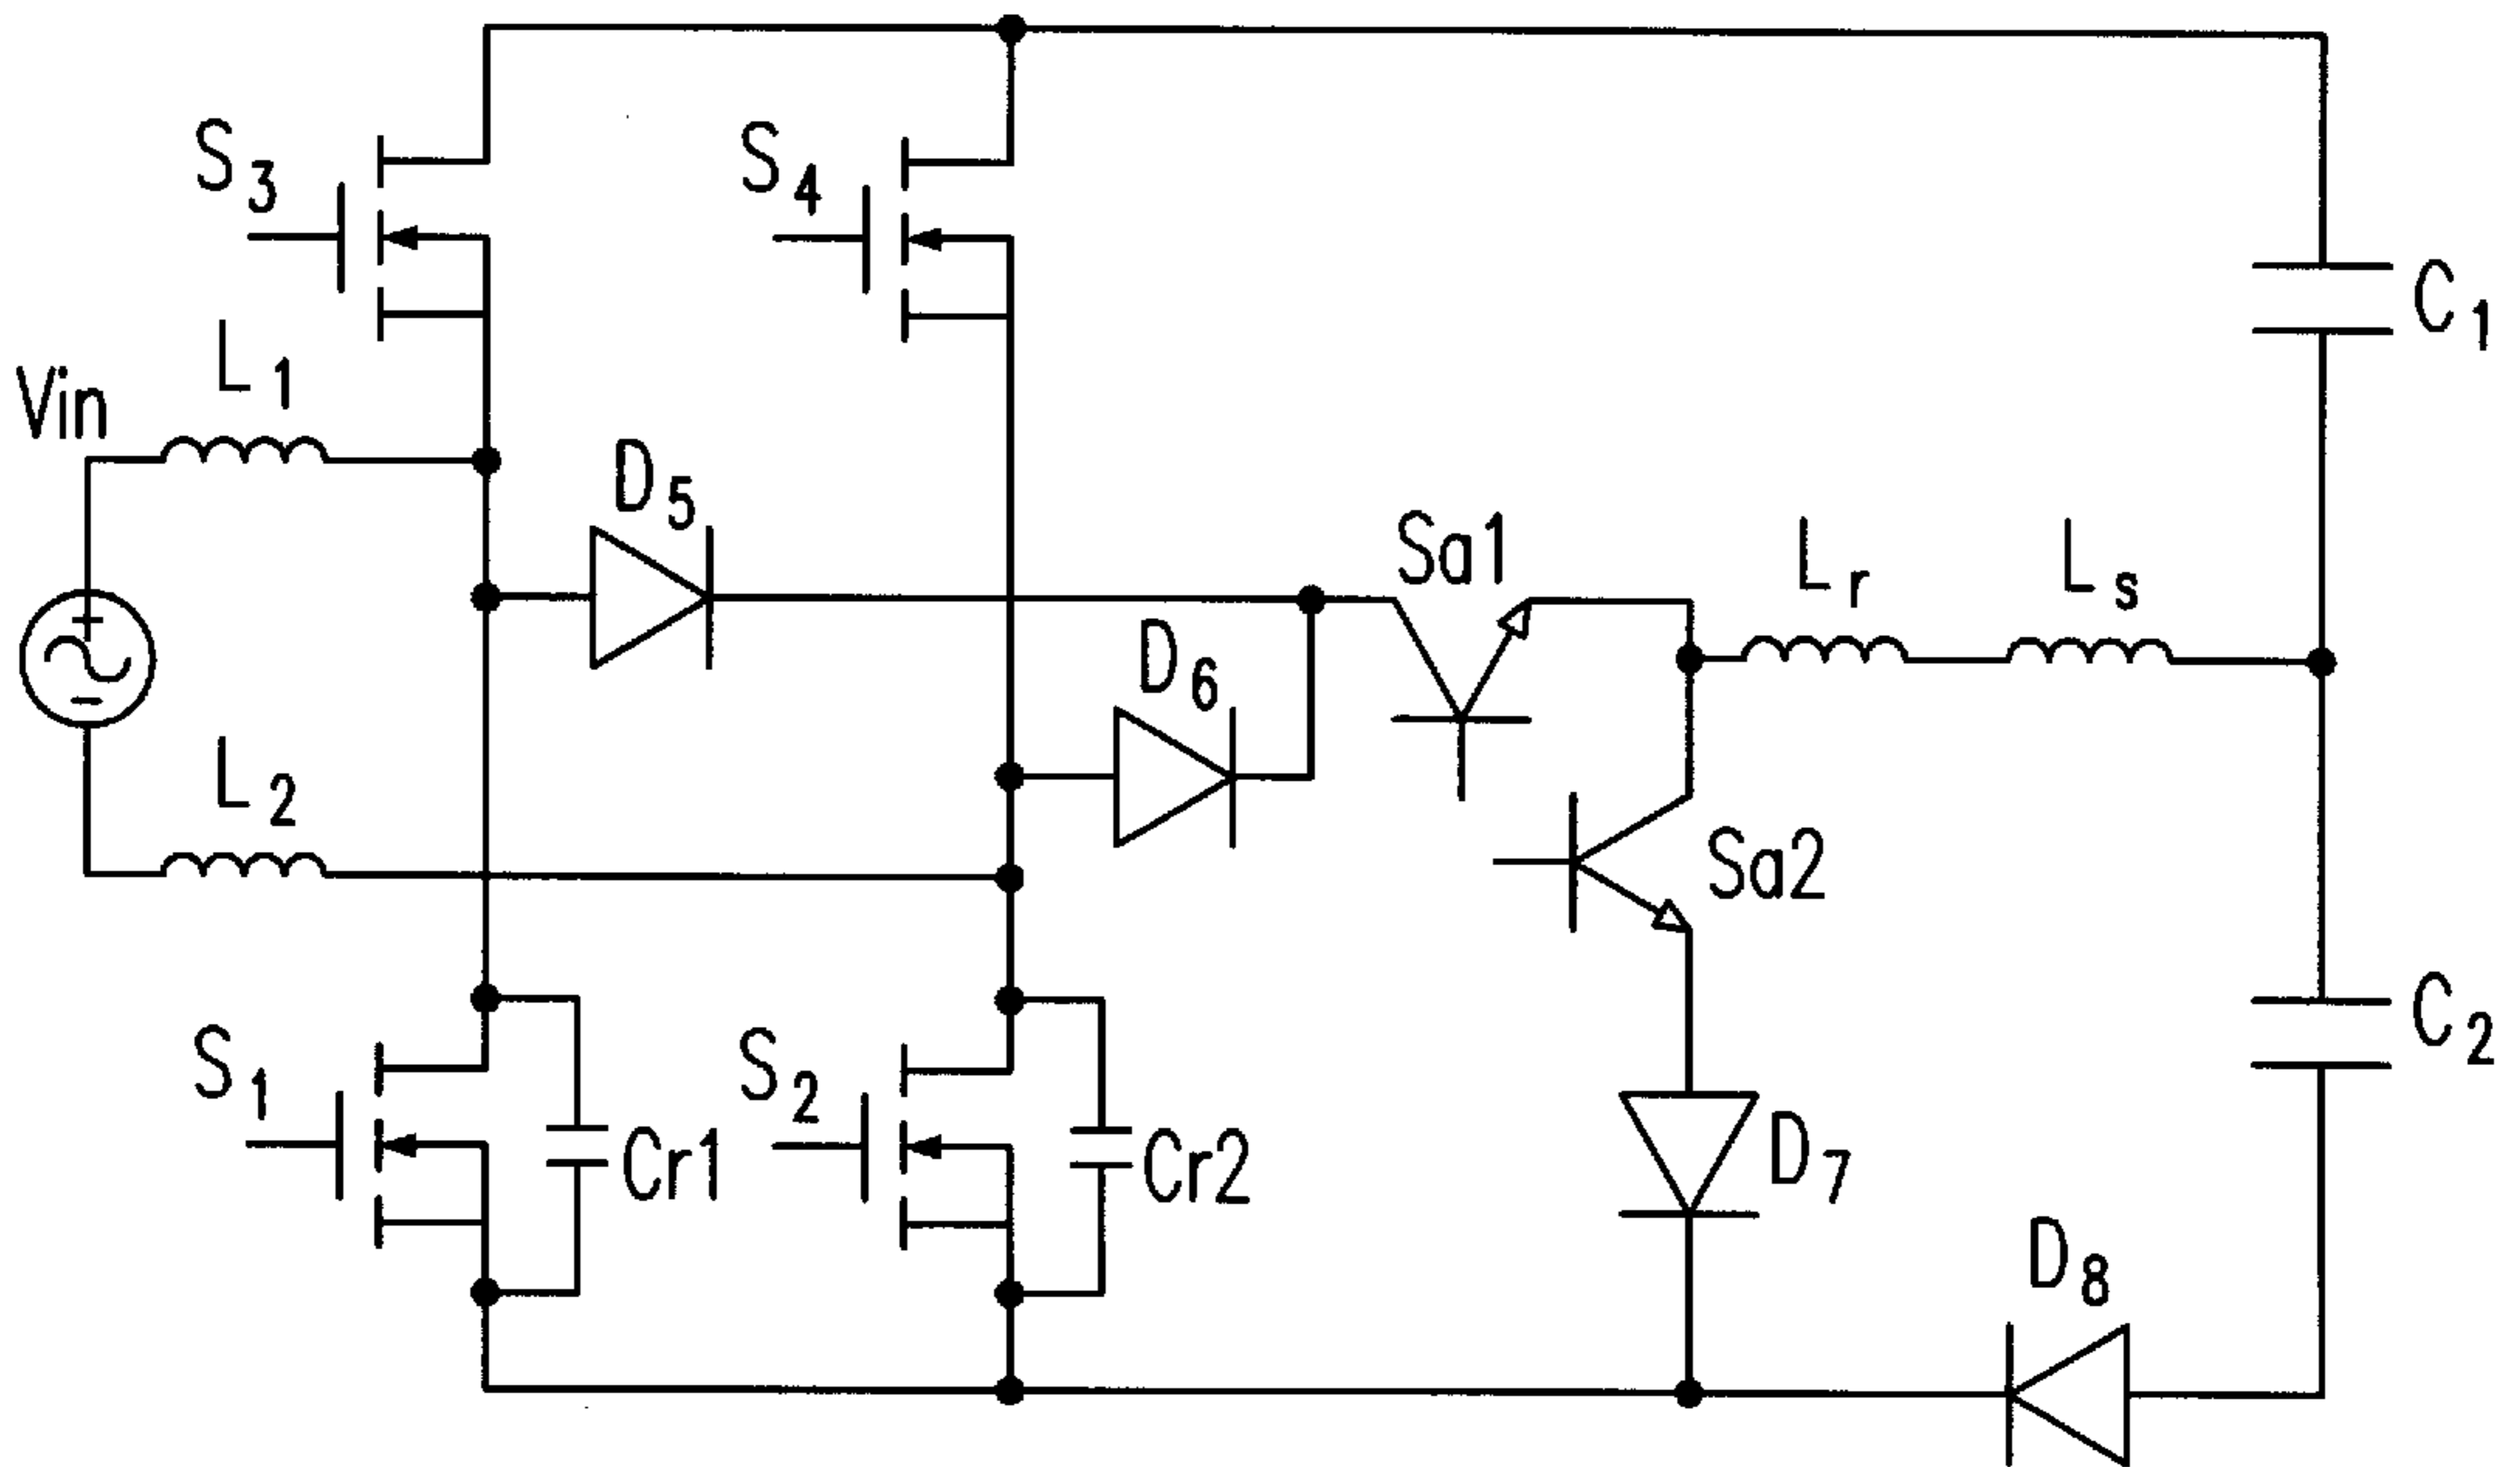 S3
S4
C1
L1
Vin
+
−
D5
Sa1
Lr
Ls
D6
L2
Sa2
C2
S1
Cr1
S2
Cr2
D7
D8